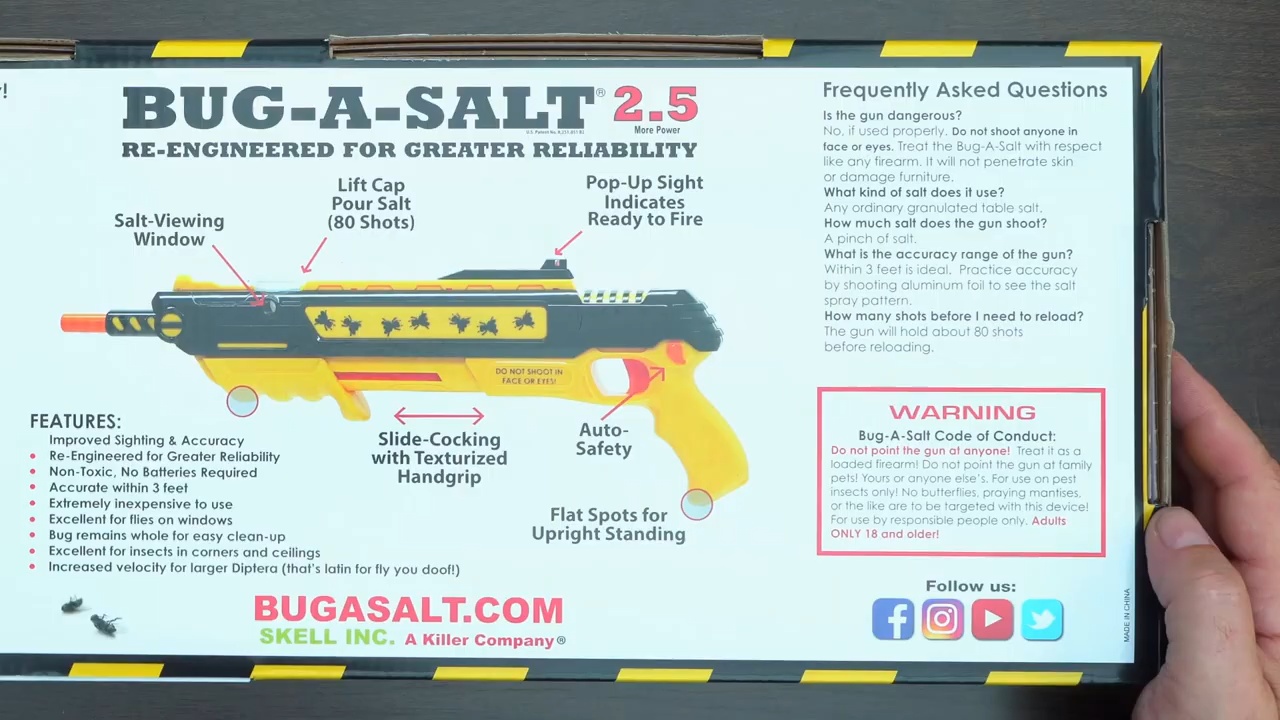 y!
BUG-A-SALT® 2.5
More Power
RE-ENGINEERED FOR GREATER RELIABILITY
Lift Cap
Pour Salt
(80 Shots)
Pop-Up Sight
Indicates
Ready to Fire
Salt-Viewing
Window
DO NOT SHOOT IN
FACE OR EYES!
Slide-Cocking
with Texturized
Handgrip
Auto-
Safety
Flat Spots for
Upright Standing
FEATURES:
Improved Sighting & Accuracy
• Re-Engineered for Greater Reliability
• Non-Toxic, No Batteries Required
• Accurate within 3 feet
• Extremely inexpensive to use
• Excellent for flies on windows
• Bug remains whole for easy clean-up
• Excellent for insects in corners and ceilings
• Increased velocity for larger Diptera (that's latin for fly you doof!)
BUGASALT.COM
SKELL INC. A Killer Company®
Frequently Asked Questions
Is the gun dangerous?
No, if used properly. Do not shoot anyone in
face or eyes. Treat the Bug-A-Salt with respect
like any firearm. It will not penetrate skin
or damage furniture.
What kind of salt does it use?
Any ordinary granulated table salt.
How much salt does the gun shoot?
A pinch of salt.
What is the accuracy range of the gun?
Within 3 feet is ideal. Practice accuracy
by shooting aluminum foil to see the salt
spray pattern.
How many shots before I need to reload?
The gun will hold about 80 shots
before reloading.
WARNING
Bug-A-Salt Code of Conduct:
Do not point the gun at anyone! Treat it as a
loaded firearm! Do not point the gun at family
pets! Yours or anyone else's. For use on pest
insects only! No butterflies, praying mantises,
or the like are to be targeted with this device!
For use by responsible people only. Adults
ONLY 18 and older!
Follow us:
MADE IN CHINA